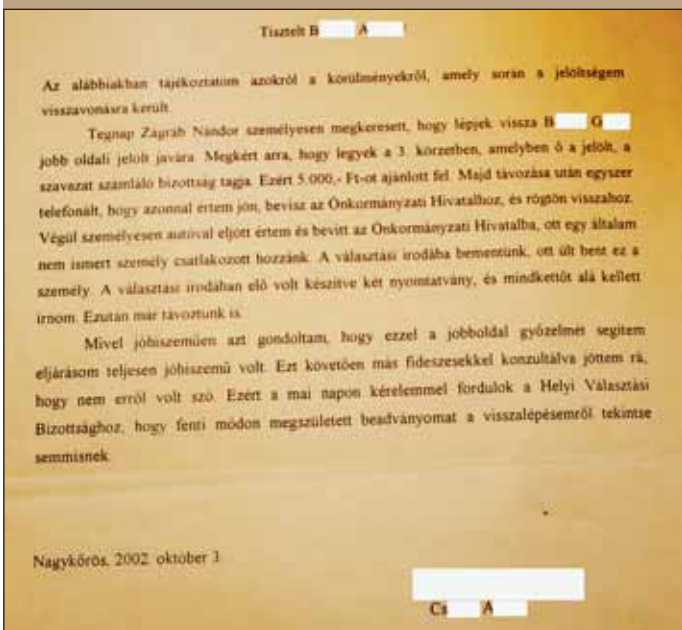 Tisztelt B A
Az alábbiakban tájékoztatom azokról a körülményekről, amely során a jelöltségem
visszavonásra került.
Tegnap Zágráb Nándor személyesen megkeresett, hogy lépjek vissza B G
jobb oldali jelölt javára. Megkért arra, hogy legyek a 3. körzetben, amelyben ő a jelölt, a
szavazat számláló bizottság tagja. Ezért 5.000,- Ft-ot ajánlott fel. Majd távozása után egyszer
telefonált, hogy azonnal értem jön, bevisz az Önkormányzati Hivatalhoz, és rögtön visszahoz.
Végül személyesen autóval eljött értem és bevitt az Önkormányzati Hivatalba, ott egy általam
nem ismert személy csatlakozott hozzánk. A választási irodába bementünk, ott ült bent ez a
személy. A választási irodában elő volt készítve két nyomtatvány, és mindkettőt alá kellett
írnom. Ezután már távoztunk is.
Mivel jóhiszeműen azt gondoltam, hogy ezzel a jobboldal győzelmét segítem
eljárásom teljesen jóhiszemű volt. Ezt követően más fideszesekkel konzultálva jöttem rá,
hogy nem erről volt szó. Ezért a mai napon kérelemmel fordulok a Helyi Választási
Bizottsághoz, hogy fenti módon megszületett beadványomat a visszalépésemről tekintse
semmisnek.
Nagykőrös, 2002. október 3.
Cs A